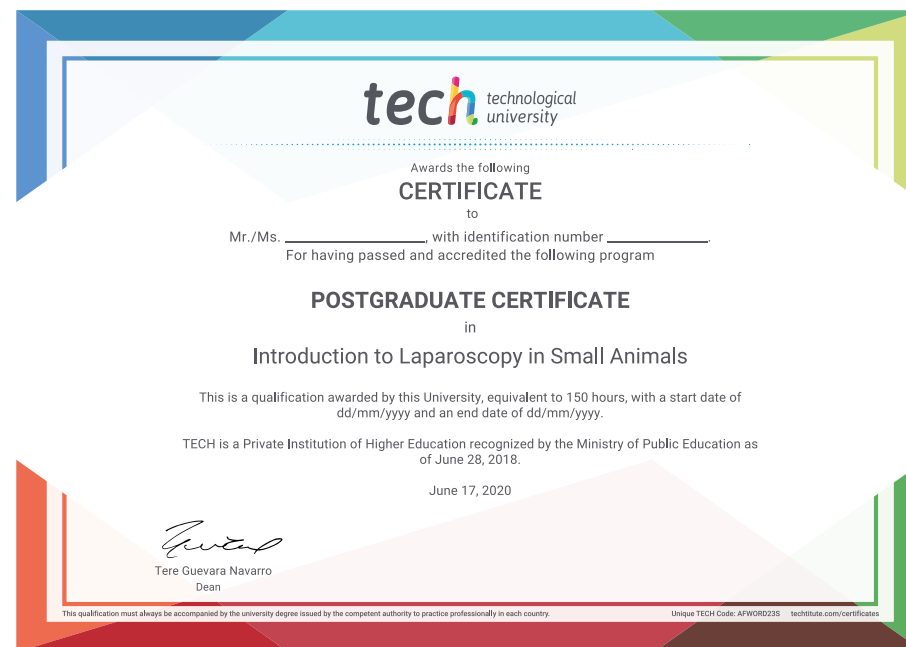 tech technological
university
Awards the following
CERTIFICATE
to
Mr./Ms. ____________________, with identification number ______________.
For having passed and accredited the following program
POSTGRADUATE CERTIFICATE
in
Introduction to Laparoscopy in Small Animals
This is a qualification awarded by this University, equivalent to 150 hours, with a start date of
dd/mm/yyyy and an end date of dd/mm/yyyy.
TECH is a Private Institution of Higher Education recognized by the Ministry of Public Education as
of June 28, 2018.
June 17, 2020
Tere Guevara Navarro
Dean
This qualification must always be accompanied by the university degree issued by the competent authority to practice professionally in each country. Unique TECH Code: AFWORD23S techtitute.com/certificates